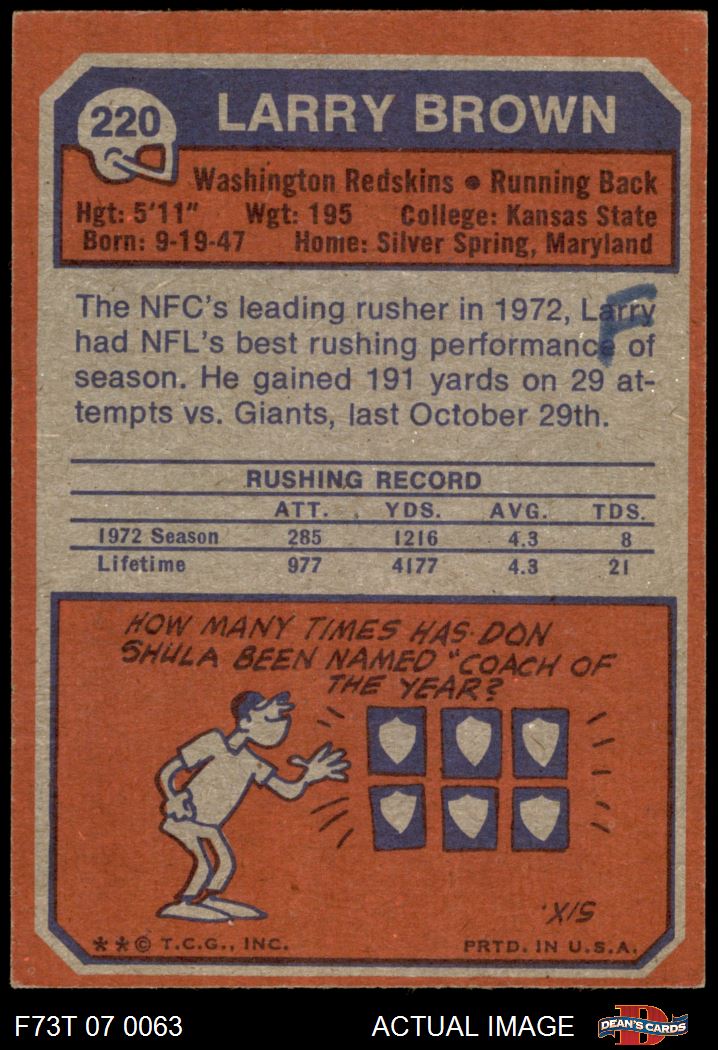 220
LARRY BROWN
Washington Redskins • Running Back
Hgt: 5'11" Wgt: 195 College: Kansas State
Born: 9-19-47 Home: Silver Spring, Maryland
The NFC's leading rusher in 1972, Larry
F
had NFL's best rushing performance of
season. He gained 191 yards on 29 at-
tempts vs. Giants, last October 29th.
RUSHING RECORD
ATT. YDS. AVG. TDS.
1972 Season 285 1216 4.3 8
Lifetime 977 4177 4.3 21
HOW MANY TIMES HAS DON
SHULA BEEN NAMED "COACH OF
THE YEAR?
SIX.
**© T.C.G., INC. PRTD. IN U.S.A.
F73T 07 0063 ACTUAL IMAGE
D
DEAN'S CARDS